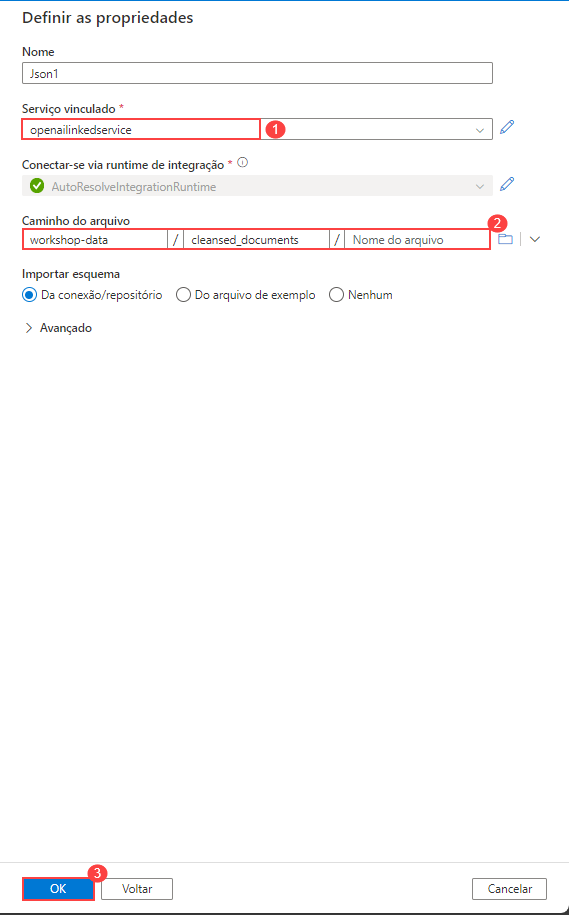 Definir as propriedades
Nome
Json1
Serviço vinculado *
openailinkedservice 1
Conectar-se via runtime de integração *
AutoResolveIntegrationRuntime
Caminho do arquivo 2
workshop-data / cleansed_documents / Nome do arquivo
Importar esquema
Da conexão/repositório Do arquivo de exemplo Nenhum
Avançado
3
OK Voltar Cancelar